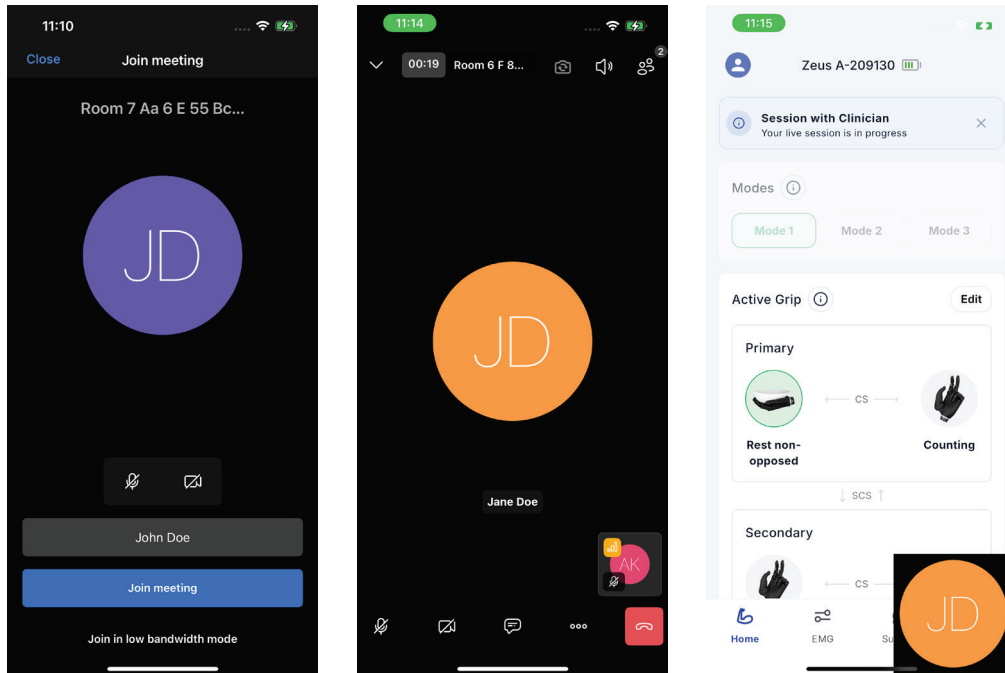 11:10
Close
Join meeting
Room 7 Aa 6 E 55 Bc...
JD
John Doe
Join meeting
Join in low bandwidth mode
11:14
00:19
Room 6 F 8...
2
JD
Jane Doe
AK
11:15
Zeus A-209130
Session with Clinician
Your live session is in progress
Modes
Mode 1
Mode 2
Mode 3
Active Grip
Edit
Primary
CS
Rest non-
opposed
Counting
↓ SCS ↑
Secondary
CS
JD
Home
EMG
Su